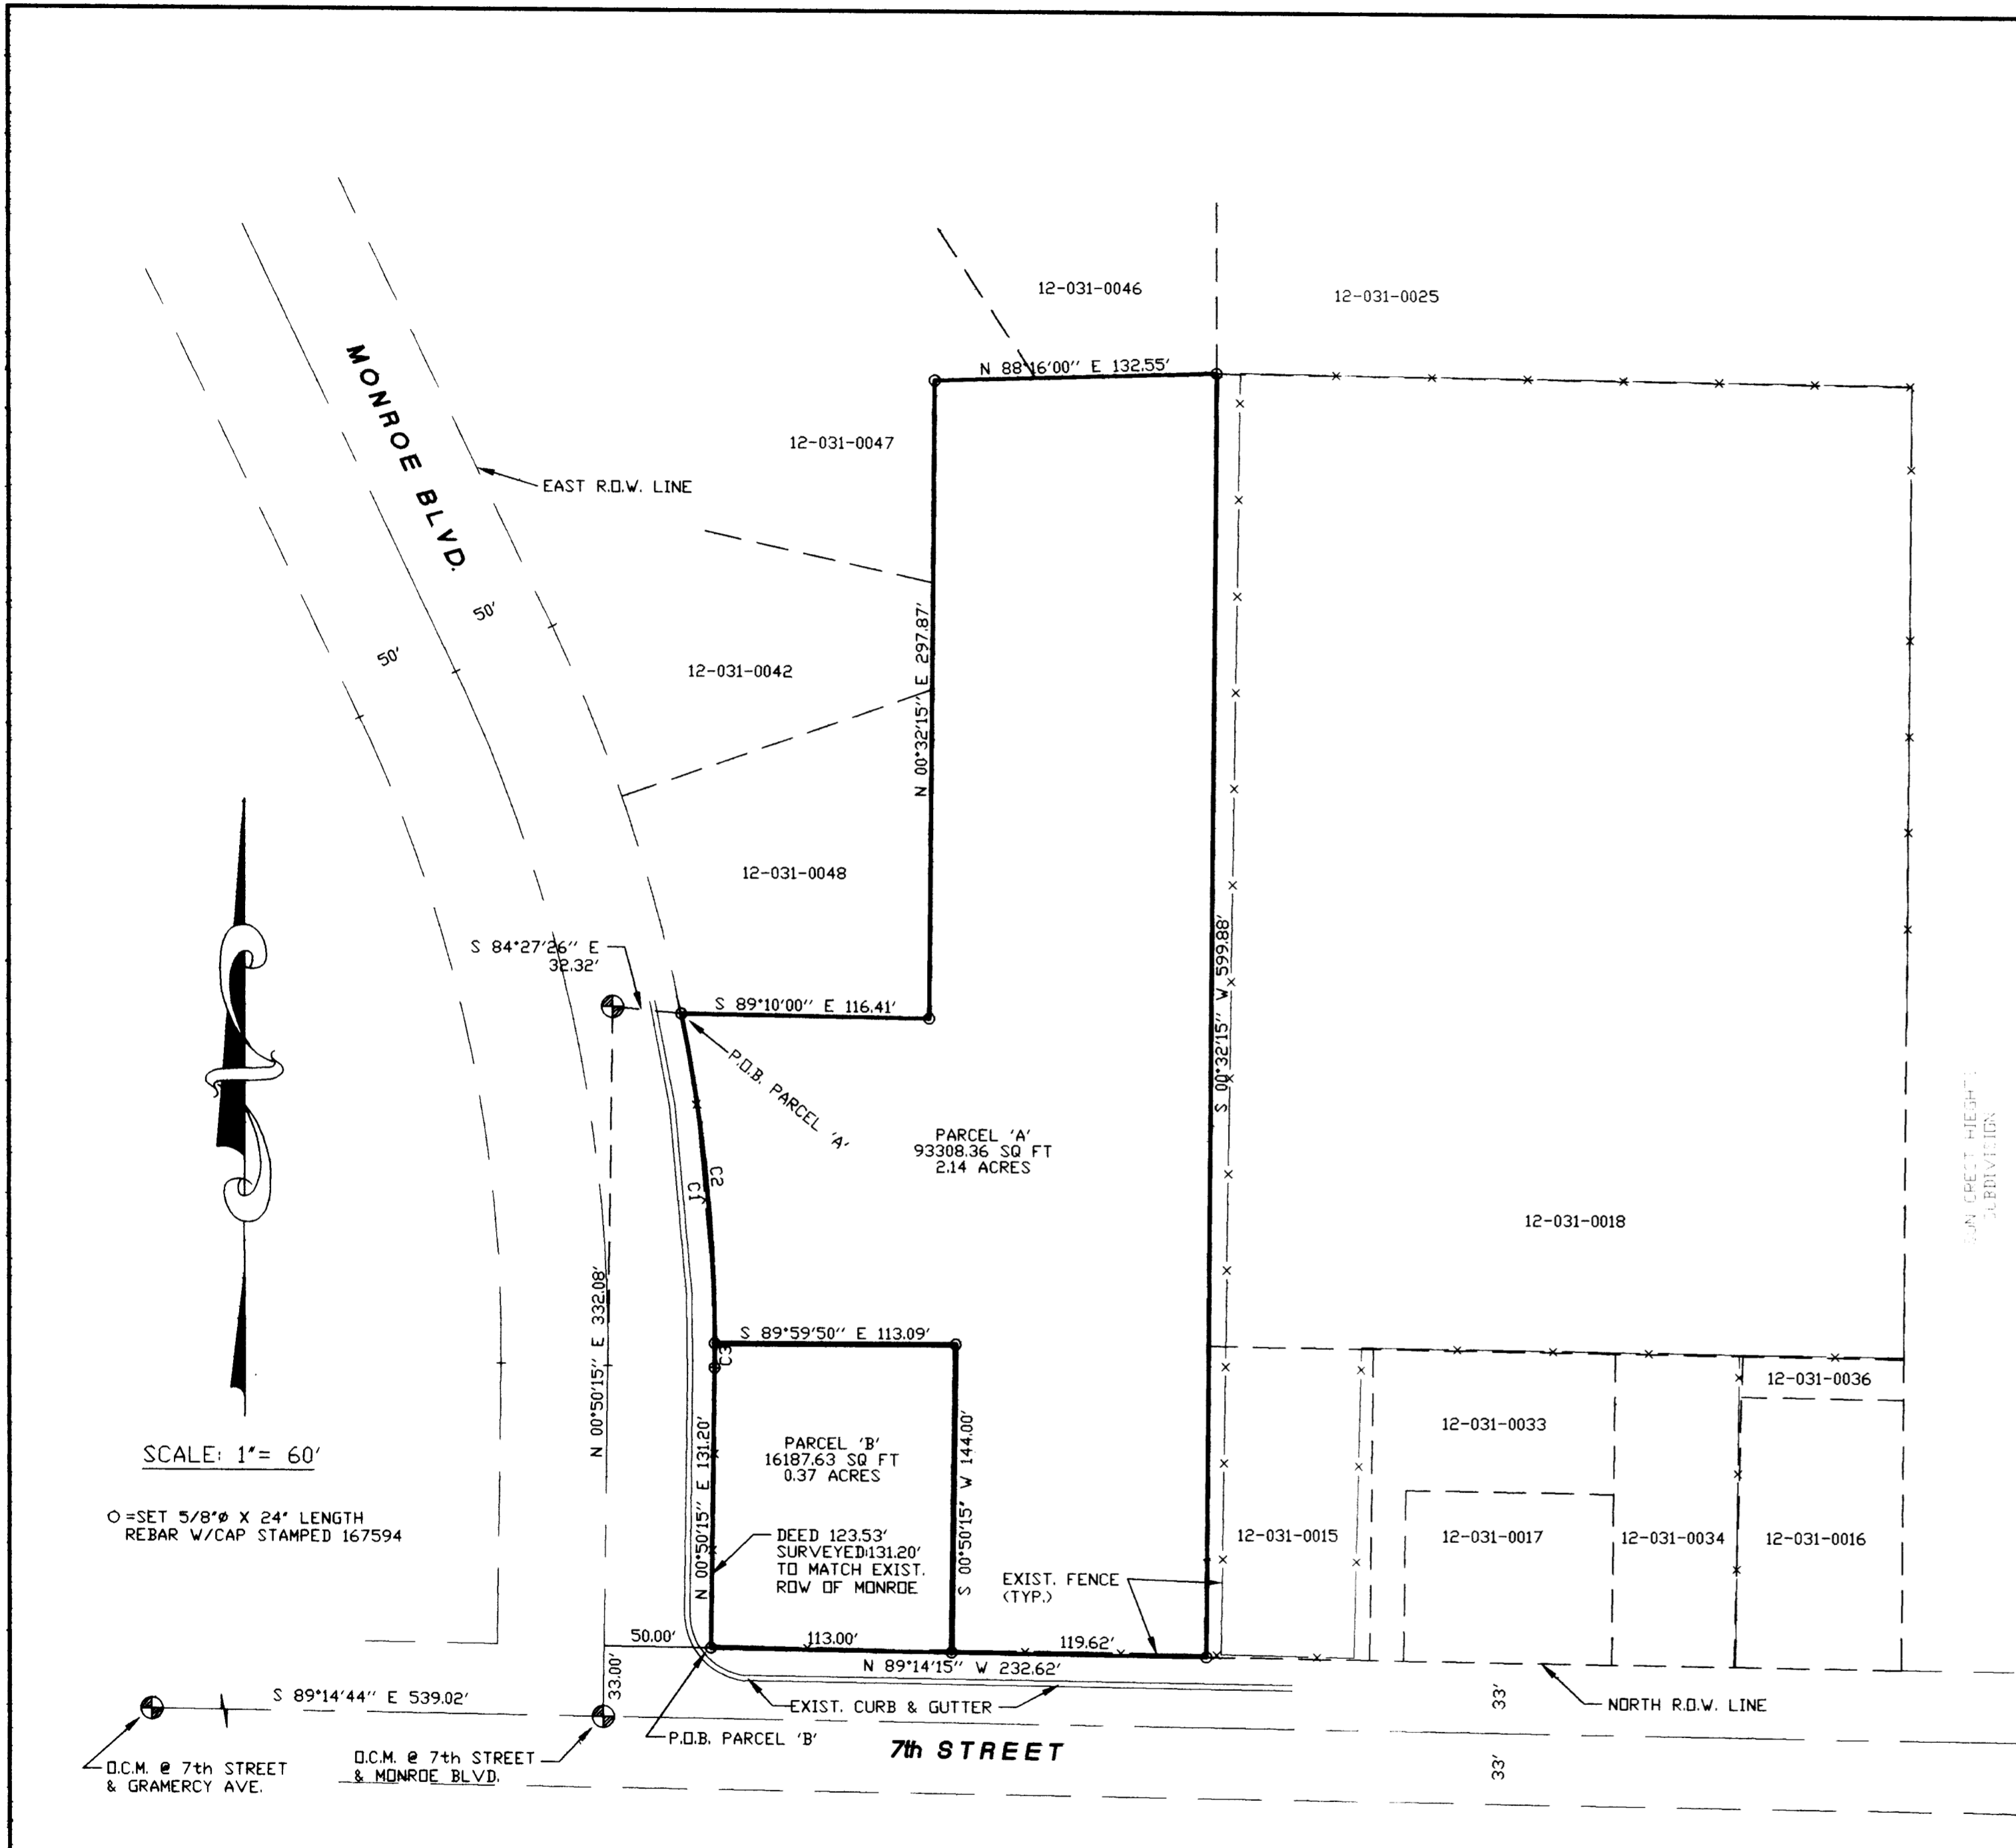 12-031-0046
12-031-0025
N 88°16'00" E 132.55'
MONROE BLVD.
12-031-0047
EAST R.O.W. LINE
50'
50'
N 00°32'15" E 297.87'
12-031-0042
12-031-0048
S 84°27'26" E
32.32'
S 89°10'00" E 116.41'
S 00°32'15" W 599.88'
P.O.B. PARCEL 'A'
PARCEL 'A'
93308.36 SQ FT
2.14 ACRES
C1
C2
12-031-0018
SUBDIVISION
N 00°50'15" E 332.08'
S 89°59'50" E 113.09'
C3
12-031-0036
12-031-0033
SCALE: 1"= 60'
N 00°50'15" E 131.20'
PARCEL 'B'
16187.63 SQ FT
0.37 ACRES
S 00°50'15" W 144.00'
O =SET 5/8"ø X 24" LENGTH
REBAR W/CAP STAMPED 167594
DEED 123.53'
SURVEYED:131.20'
TO MATCH EXIST.
ROW OF MONROE
EXIST. FENCE
(TYP.)
12-031-0015
12-031-0017
12-031-0034
12-031-0016
50.00'
113.00'
119.62'
N 89°14'15" W 232.62'
33.00'
S 89°14'44" E 539.02'
EXIST. CURB & GUTTER
33'
NORTH R.O.W. LINE
P.O.B. PARCEL 'B'
7th STREET
33'
O.C.M. @ 7th STREET
& GRAMERCY AVE.
O.C.M. @ 7th STREET
& MONROE BLVD.